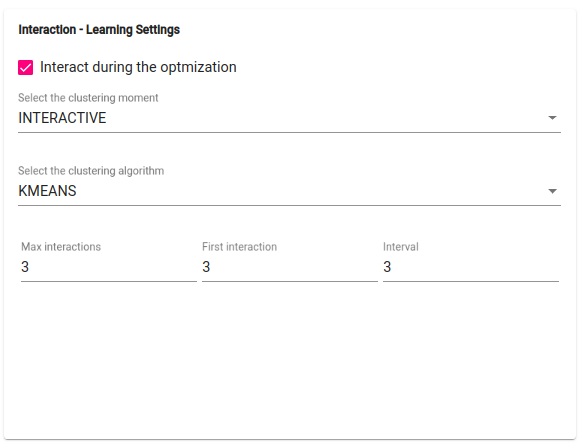 Interaction - Learning Settings
Interact during the optmization
Select the clustering moment
INTERACTIVE
Select the clustering algorithm
KMEANS
Max interactions First interaction Interval
3 3 3